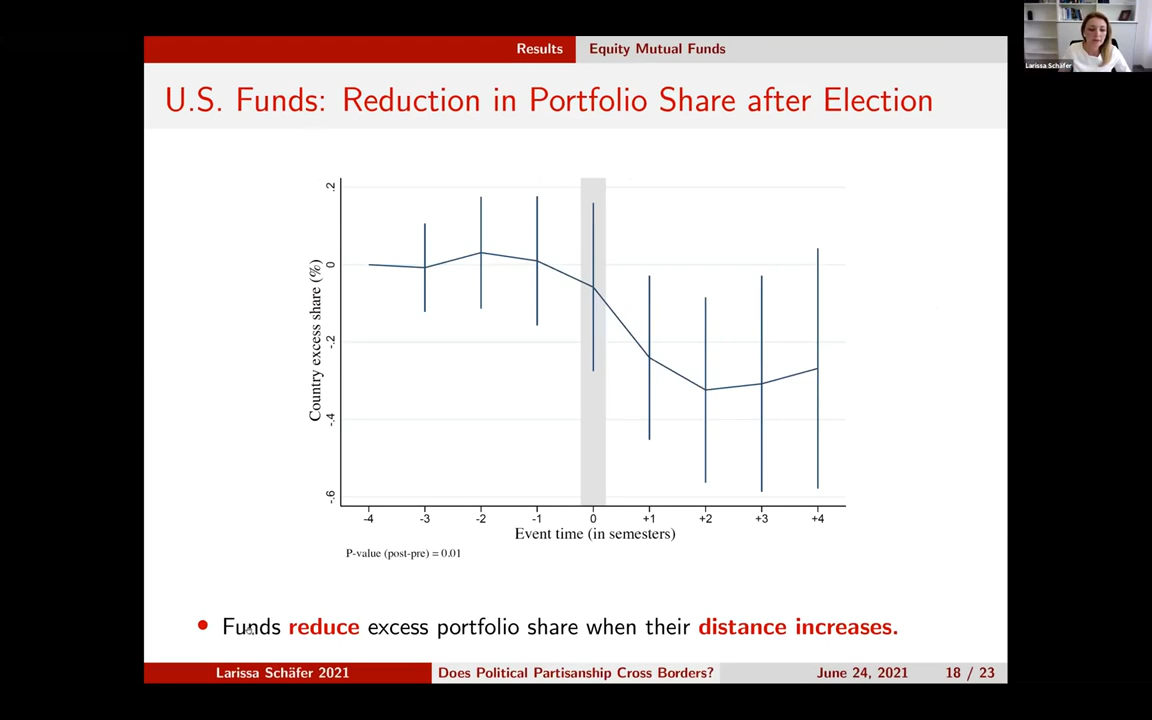 Larissa Schäfer
Results
Equity Mutual Funds
U.S. Funds: Reduction in Portfolio Share after Election
Country excess share (%)
.2
0
-.2
-.4
-.6
-4 -3 -2 -1 0 +1 +2 +3 +4
Event time (in semesters)
P-value (post-pre) = 0.01
• Funds reduce excess portfolio share when their distance increases.
Larissa Schäfer 2021
Does Political Partisanship Cross Borders?
June 24, 2021
18 / 23